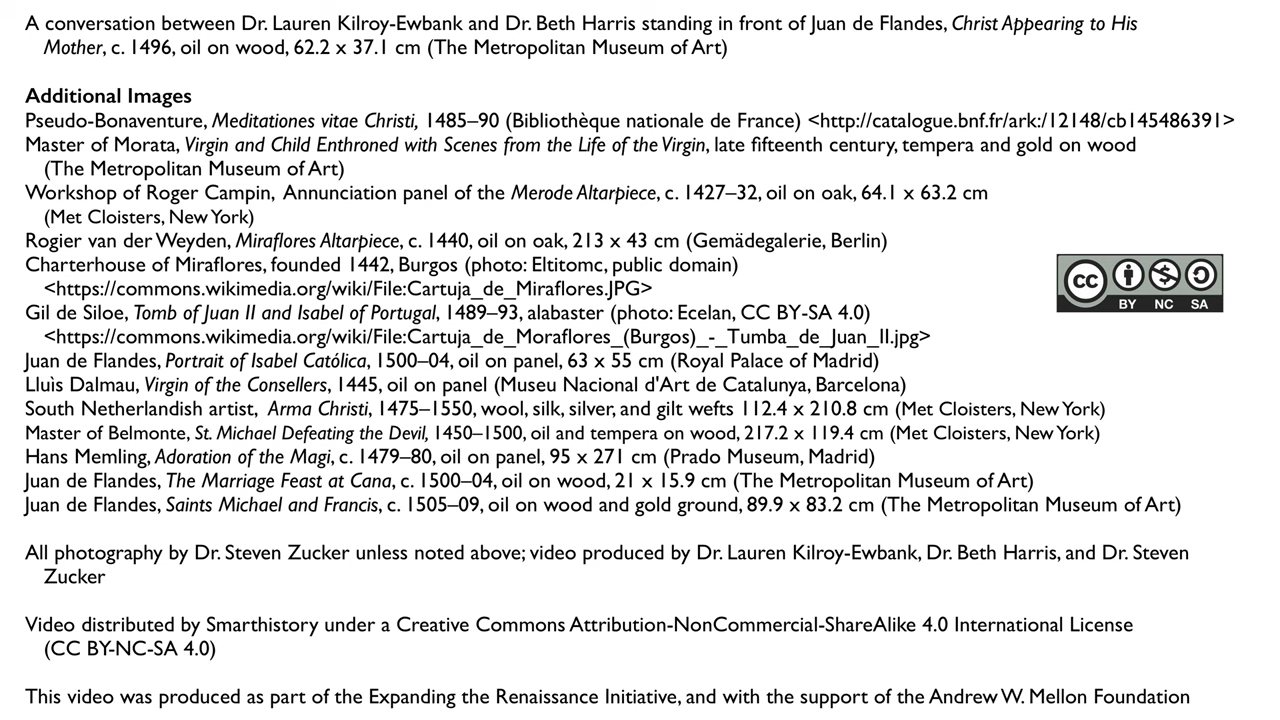 A conversation between Dr. Lauren Kilroy-Ewbank and Dr. Beth Harris standing in front of Juan de Flandes, Christ Appearing to His
Mother, c. 1496, oil on wood, 62.2 x 37.1 cm (The Metropolitan Museum of Art)
Additional Images
Pseudo-Bonaventure, Meditationes vitae Christi, 1485–90 (Bibliothèque nationale de France) <http://catalogue.bnf.fr/ark:/12148/cb145486391>
Master of Morata, Virgin and Child Enthroned with Scenes from the Life of the Virgin, late fifteenth century, tempera and gold on wood
(The Metropolitan Museum of Art)
Workshop of Roger Campin, Annunciation panel of the Merode Altarpiece, c. 1427–32, oil on oak, 64.1 x 63.2 cm
(Met Cloisters, New York)
Rogier van der Weyden, Miraflores Altarpiece, c. 1440, oil on oak, 213 x 43 cm (Gemädegalerie, Berlin)
Charterhouse of Miraflores, founded 1442, Burgos (photo: Eltitomc, public domain)
<https://commons.wikimedia.org/wiki/File:Cartuja_de_Miraflores.JPG>
Gil de Siloe, Tomb of Juan II and Isabel of Portugal, 1489–93, alabaster (photo: Ecelan, CC BY-SA 4.0)
<https://commons.wikimedia.org/wiki/File:Cartuja_de_Moraflores_(Burgos)_-_Tumba_de_Juan_II.jpg>
Juan de Flandes, Portrait of Isabel Católica, 1500–04, oil on panel, 63 x 55 cm (Royal Palace of Madrid)
Lluìs Dalmau, Virgin of the Consellers, 1445, oil on panel (Museu Nacional d'Art de Catalunya, Barcelona)
South Netherlandish artist, Arma Christi, 1475–1550, wool, silk, silver, and gilt wefts 112.4 x 210.8 cm (Met Cloisters, New York)
Master of Belmonte, St. Michael Defeating the Devil, 1450–1500, oil and tempera on wood, 217.2 x 119.4 cm (Met Cloisters, New York)
Hans Memling, Adoration of the Magi, c. 1479–80, oil on panel, 95 x 271 cm (Prado Museum, Madrid)
Juan de Flandes, The Marriage Feast at Cana, c. 1500–04, oil on wood, 21 x 15.9 cm (The Metropolitan Museum of Art)
Juan de Flandes, Saints Michael and Francis, c. 1505–09, oil on wood and gold ground, 89.9 x 83.2 cm (The Metropolitan Museum of Art)
cc
BY NC SA
All photography by Dr. Steven Zucker unless noted above; video produced by Dr. Lauren Kilroy-Ewbank, Dr. Beth Harris, and Dr. Steven
Zucker
Video distributed by Smarthistory under a Creative Commons Attribution-NonCommercial-ShareAlike 4.0 International License
(CC BY-NC-SA 4.0)
This video was produced as part of the Expanding the Renaissance Initiative, and with the support of the Andrew W. Mellon Foundation